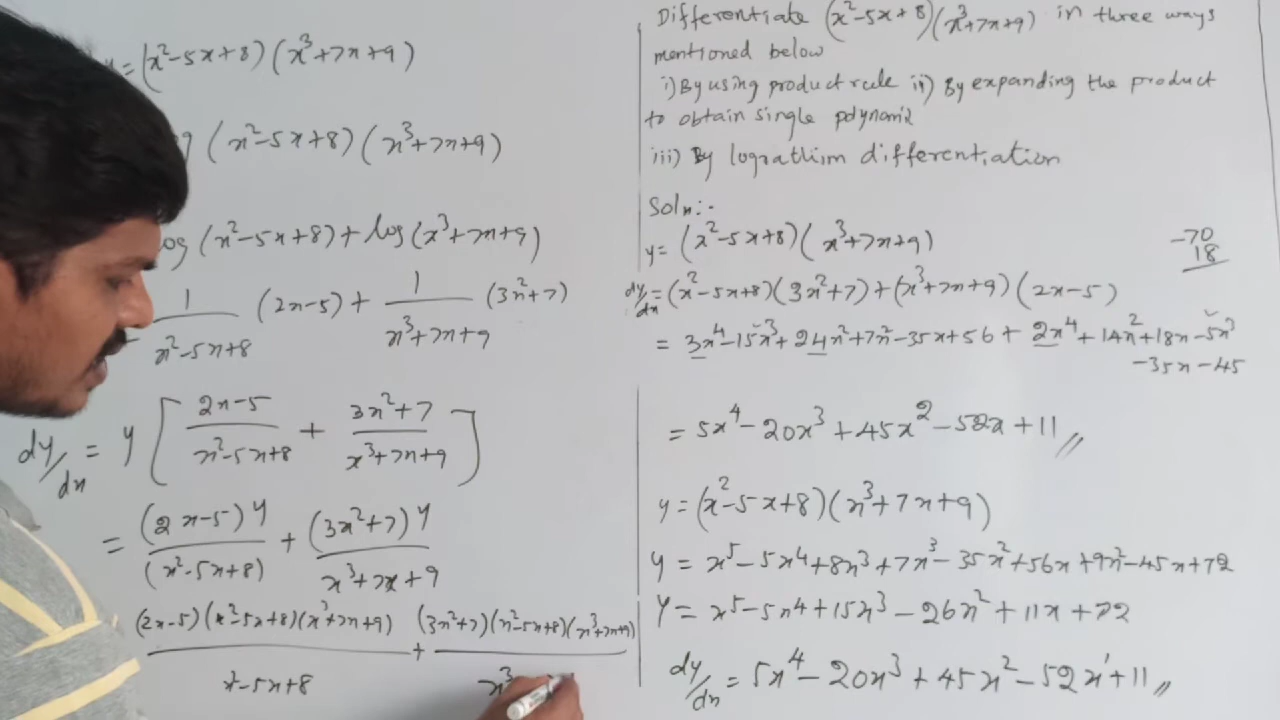 = (x²-5x+8) (x³+7x+9)
(x²-5x+8) (x³+7x+9)
og (x²-5x+8) + log (x³+7x+9)
1/(x²-5x+8) (2x-5) + 1/(x³+7x+9) (3x²+7)
dy/dx = y [ (2x-5)/(x²-5x+8) + (3x²+7)/(x³+7x+9) ]
= (2x-5)y/(x²-5x+8) + (3x²+7)y/(x³+7x+9)
(2x-5)(x²-5x+8)(x³+7x+9)/(x²-5x+8) + (3x²+7)(x²-5x+8)(x³+7x+9)/x³
Differentiate (x²-5x+8)(x³+7x+9) in three ways
mentioned below
i) By using product rule ii) By expanding the product
to obtain single polynomil
iii) By lograthism differentiation
Soln:-
y = (x²-5x+8)(x³+7x+9)
-70
18
dy/dx = (x²-5x+8)(3x²+7)+(x³+7x+9)(2x-5)
= 3x⁴-15x³+24x²+7x²-35x+56+2x⁴+14x²+18x-5x³
-35x-45
= 5x⁴-20x³+45x²-52x+11//
y = (x²-5x+8)(x³+7x+9)
y = x⁵-5x⁴+8x³+7x³-35x²+56x+9x²-45x+72
y = x⁵-5x⁴+15x³-26x²+11x+72
dy/dx = 5x⁴-20x³+45x²-52x¹+11//